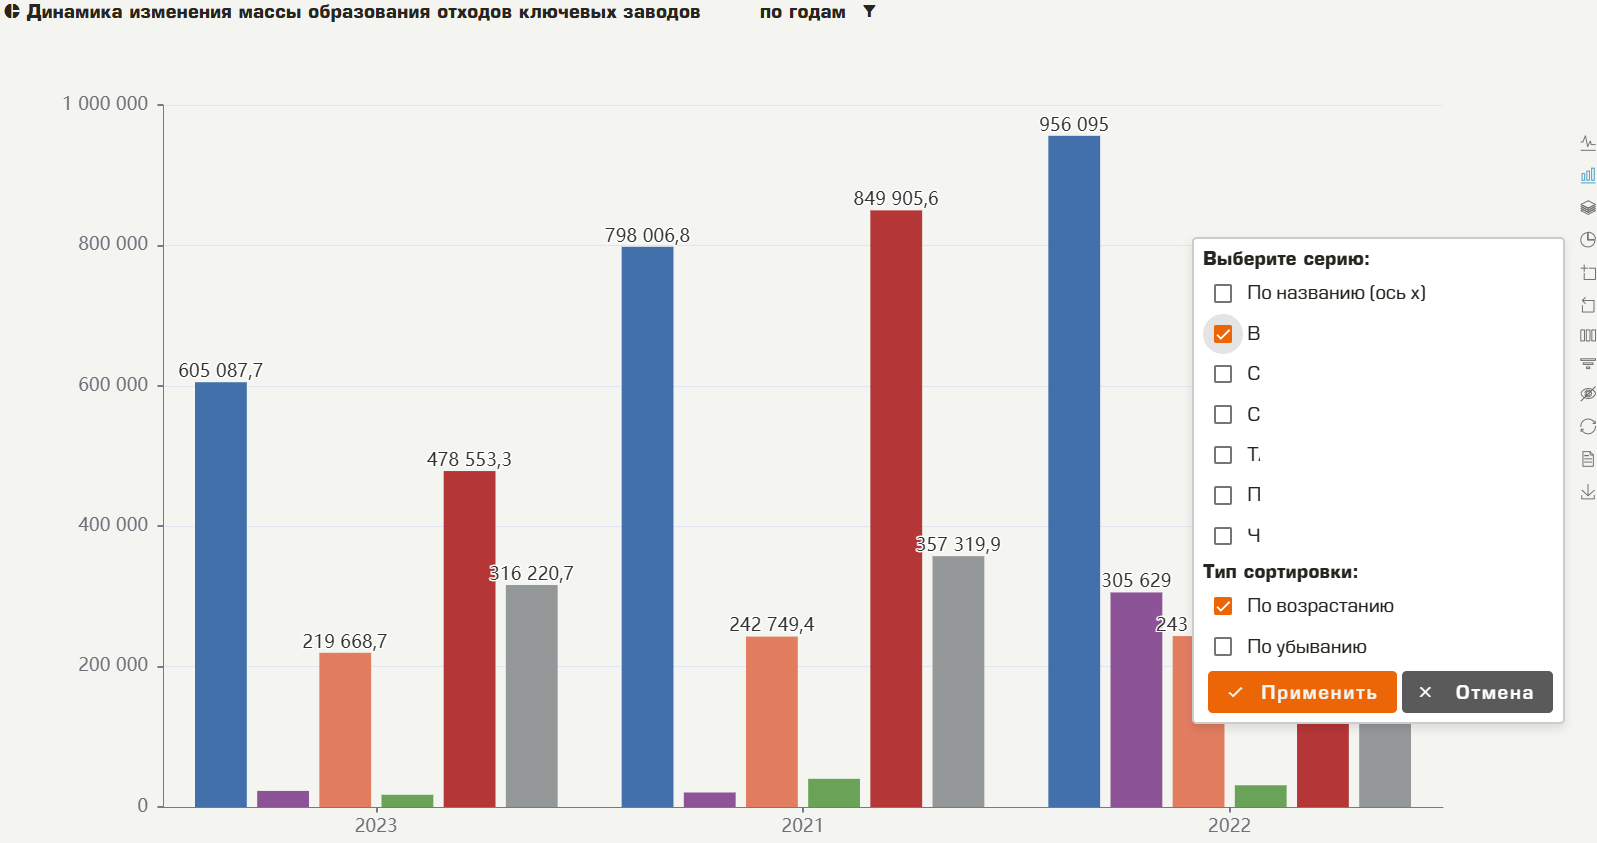 Динамика изменения массы образования отходов ключевых заводов по годам
1 000 000
800 000
600 000
400 000
200 000
0
605 087,7
219 668,7
478 553,3
316 220,7
798 006,8
242 749,4
849 905,6
357 319,9
956 095
305 629
243
2023
2021
2022
Выберите серию:
По названию (ось x)
В
С
С
Т
П
Ч
Тип сортировки:
По возрастанию
По убыванию
Применить
Отмена